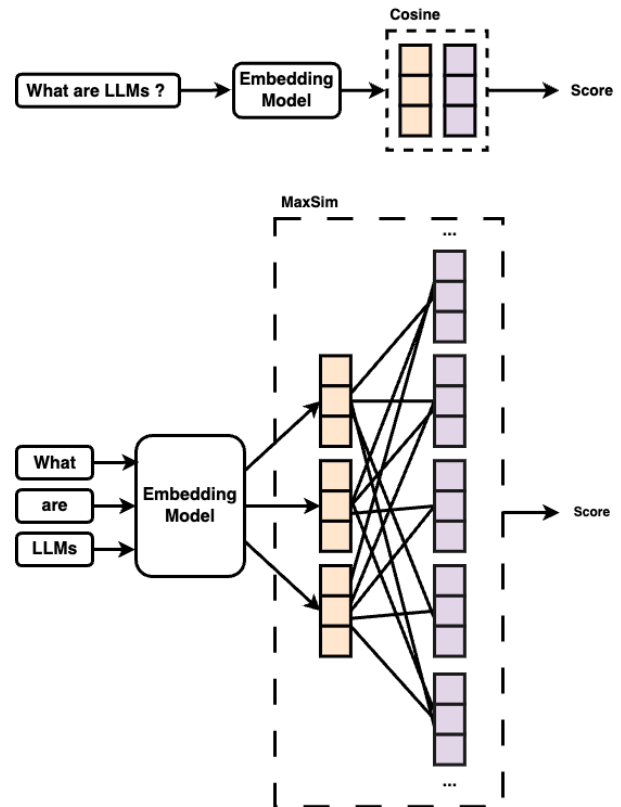 Cosine
What are LLMs ?
Embedding
Model
Score
MaxSim
...
What
are
LLMs
Embedding
Model
Score
...